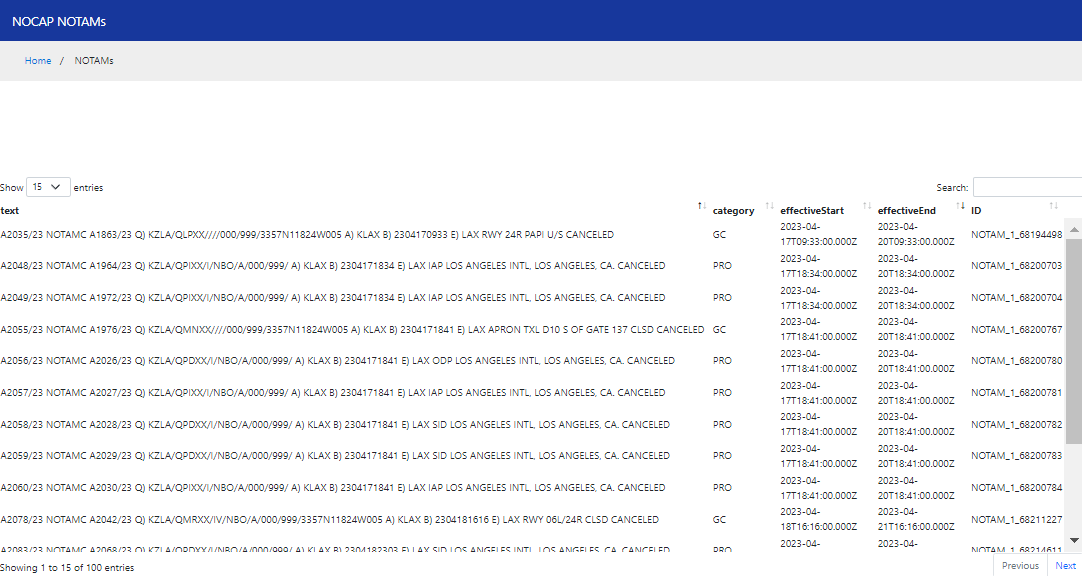 NOCAP NOTAMs
Home / NOTAMs
Show 15 entries
Search:
text category effectiveStart effectiveEnd ID
A2035/23 NOTAMC A1863/23 Q) KZLA/QLPXX////000/999/3357N11824W005 A) KLAX B) 2304170933 E) LAX RWY 24R PAPI U/S CANCELED GC 2023-04-17T09:33:00.000Z 2023-04-20T09:33:00.000Z NOTAM_1_68194498
A2048/23 NOTAMC A1964/23 Q) KZLA/QPIXX/I/NBO/A/000/999/ A) KLAX B) 2304171834 E) LAX IAP LOS ANGELES INTL, LOS ANGELES, CA. CANCELED PRO 2023-04-17T18:34:00.000Z 2023-04-20T18:34:00.000Z NOTAM_1_68200703
A2049/23 NOTAMC A1972/23 Q) KZLA/QPIXX/I/NBO/A/000/999/ A) KLAX B) 2304171834 E) LAX IAP LOS ANGELES INTL, LOS ANGELES, CA. CANCELED PRO 2023-04-17T18:34:00.000Z 2023-04-20T18:34:00.000Z NOTAM_1_68200704
A2055/23 NOTAMC A1976/23 Q) KZLA/QMNXX////000/999/3357N11824W005 A) KLAX B) 2304171841 E) LAX APRON TXL D10 S OF GATE 137 CLSD CANCELED GC 2023-04-17T18:41:00.000Z 2023-04-20T18:41:00.000Z NOTAM_1_68200767
A2056/23 NOTAMC A2026/23 Q) KZLA/QPDXX/I/NBO/A/000/999/ A) KLAX B) 2304171841 E) LAX ODP LOS ANGELES INTL, LOS ANGELES, CA. CANCELED PRO 2023-04-17T18:41:00.000Z 2023-04-20T18:41:00.000Z NOTAM_1_68200780
A2057/23 NOTAMC A2027/23 Q) KZLA/QPIXX/I/NBO/A/000/999/ A) KLAX B) 2304171841 E) LAX IAP LOS ANGELES INTL, LOS ANGELES, CA. CANCELED PRO 2023-04-17T18:41:00.000Z 2023-04-20T18:41:00.000Z NOTAM_1_68200781
A2058/23 NOTAMC A2028/23 Q) KZLA/QPDXX/I/NBO/A/000/999/ A) KLAX B) 2304171841 E) LAX SID LOS ANGELES INTL, LOS ANGELES, CA. CANCELED PRO 2023-04-17T18:41:00.000Z 2023-04-20T18:41:00.000Z NOTAM_1_68200782
A2059/23 NOTAMC A2029/23 Q) KZLA/QPDXX/I/NBO/A/000/999/ A) KLAX B) 2304171841 E) LAX SID LOS ANGELES INTL, LOS ANGELES, CA. CANCELED PRO 2023-04-17T18:41:00.000Z 2023-04-20T18:41:00.000Z NOTAM_1_68200783
A2060/23 NOTAMC A2030/23 Q) KZLA/QPIXX/I/NBO/A/000/999/ A) KLAX B) 2304171841 E) LAX IAP LOS ANGELES INTL, LOS ANGELES, CA. CANCELED PRO 2023-04-17T18:41:00.000Z 2023-04-20T18:41:00.000Z NOTAM_1_68200784
A2078/23 NOTAMC A2042/23 Q) KZLA/QMRXX/IV/NBO/A/000/999/3357N11824W005 A) KLAX B) 2304181616 E) LAX RWY 06L/24R CLSD CANCELED GC 2023-04-18T16:16:00.000Z 2023-04-21T16:16:00.000Z NOTAM_1_68211227
A2083/23 NOTAMC A2068/23 Q) KZLA/QPDXX/I/NBO/A/000/999/ A) KLAX B) 2304182303 E) LAX SID LOS ANGELES INTL, LOS ANGELES, CA. CANCELED PRO 2023-04- 2023-04- NOTAM_1_68214611
Showing 1 to 15 of 100 entries
Previous Next